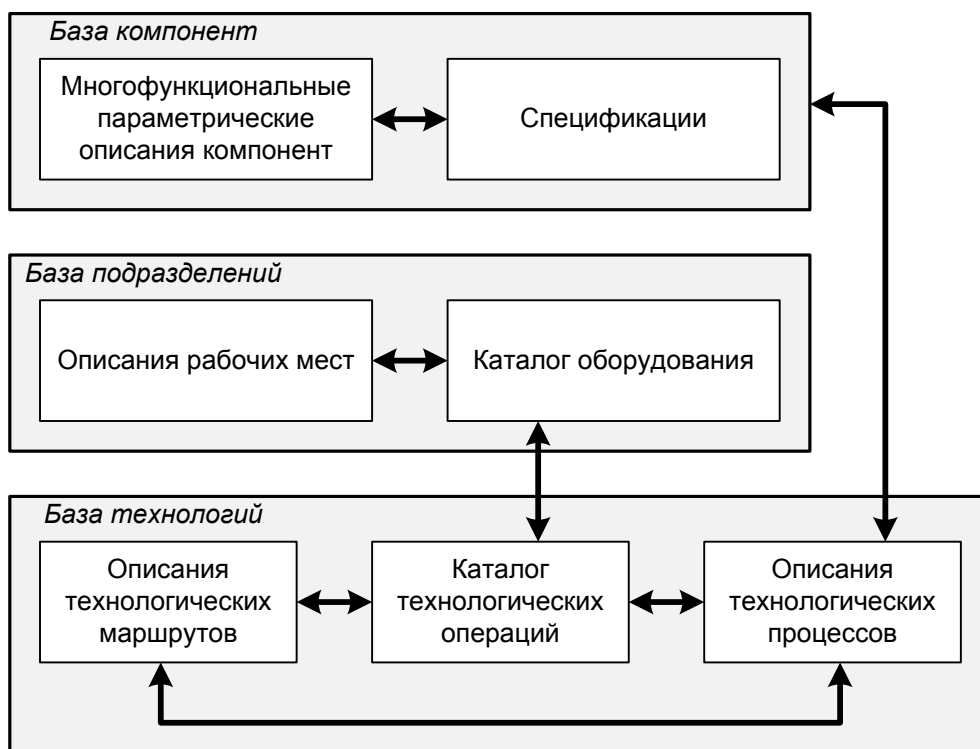 База компонент
Многофункциональные
параметрические
описания компонент
Спецификации
База подразделений
Описания рабочих мест
Каталог оборудования
База технологий
Описания
технологических
маршрутов
Каталог
технологических
операций
Описания
технологических
процессов